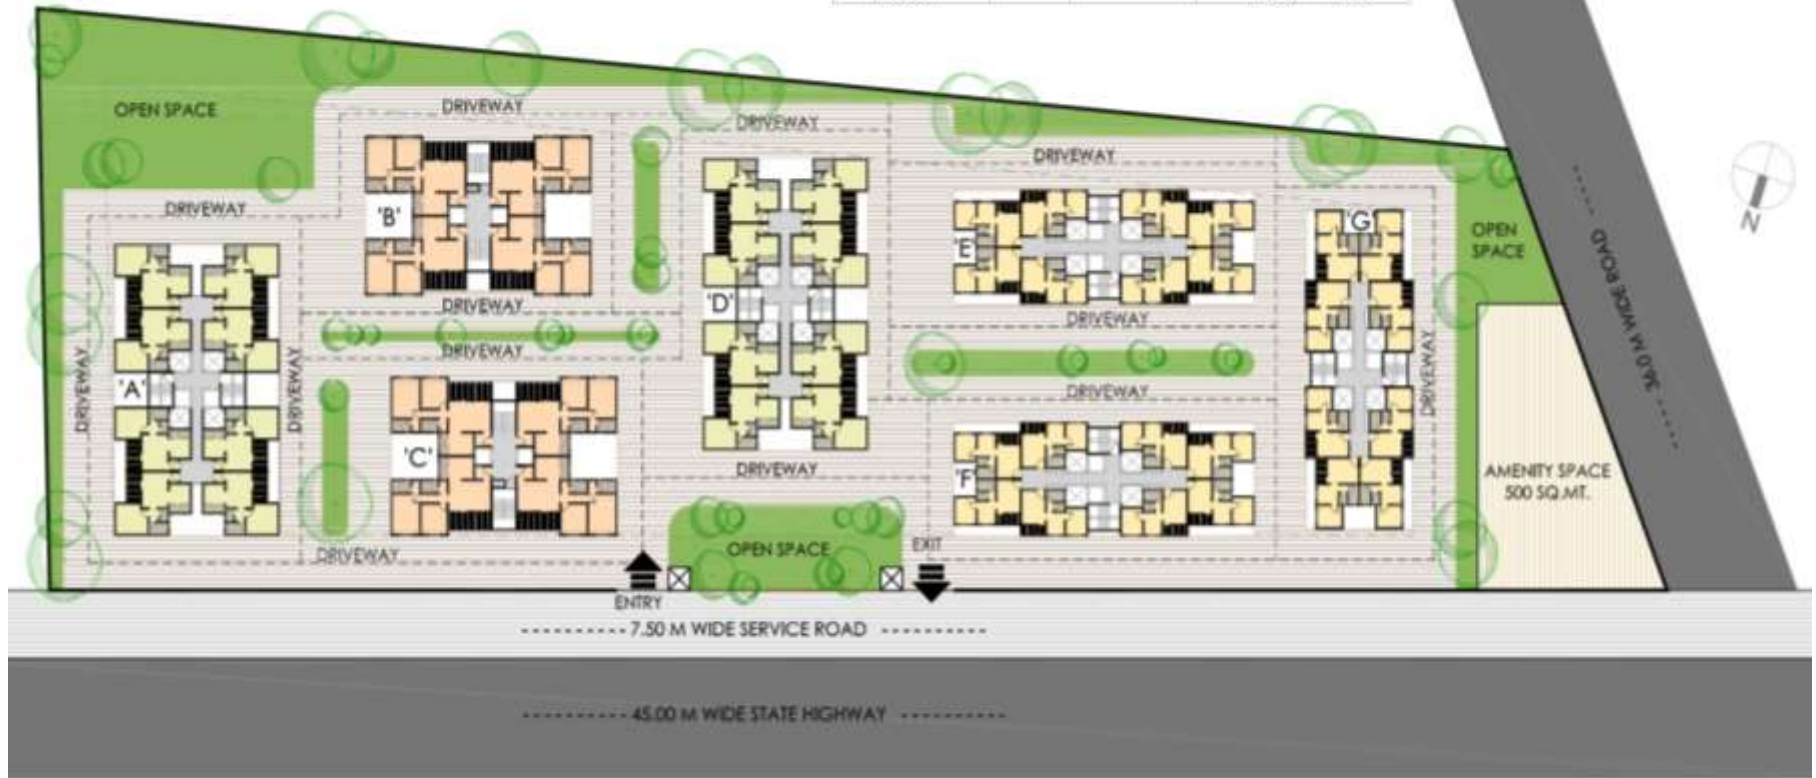 OPEN SPACE
DRIVEWAY
DRIVEWAY
DRIVEWAY
DRIVEWAY
'B'
'G'
OPEN
SPACE
N
'E'
36.0 M WIDE ROAD
DRIVEWAY
'D'
DRIVEWAY
DRIVEWAY
DRIVEWAY
DRIVEWAY
'A'
DRIVEWAY
DRIVEWAY
DRIVEWAY
'C'
DRIVEWAY
'F'
AMENITY SPACE
500 SQ.MT.
DRIVEWAY
OPEN SPACE
EXIT
ENTRY
7.50 M WIDE SERVICE ROAD
45.00 M WIDE STATE HIGHWAY